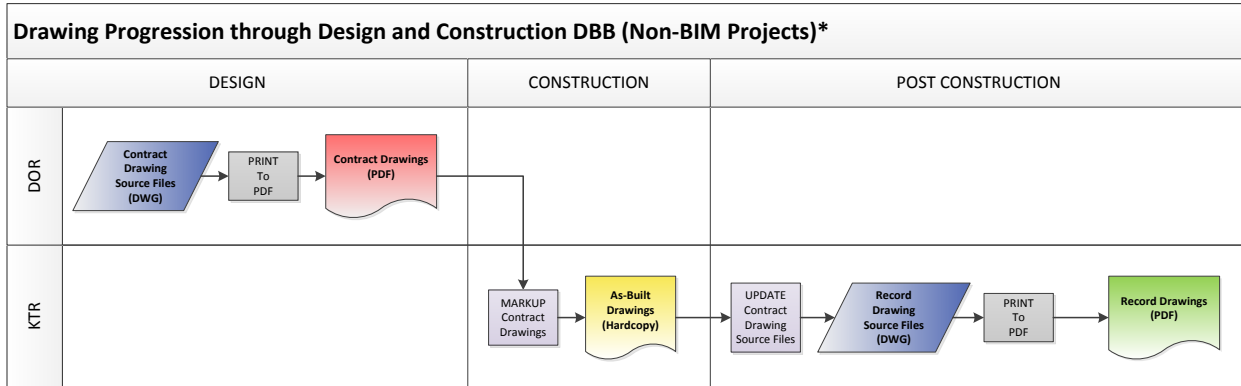 Drawing Progression through Design and Construction DBB (Non-BIM Projects)*
DESIGN
CONSTRUCTION
POST CONSTRUCTION
DOR
Contract
Drawing
Source Files
(DWG)
PRINT
To
PDF
Contract Drawings
(PDF)
KTR
MARKUP
Contract
Drawings
As-Built
Drawings
(Hardcopy)
UPDATE
Contract
Drawing
Source Files
Record
Drawing
Source Files
(DWG)
PRINT
To
PDF
Record Drawings
(PDF)